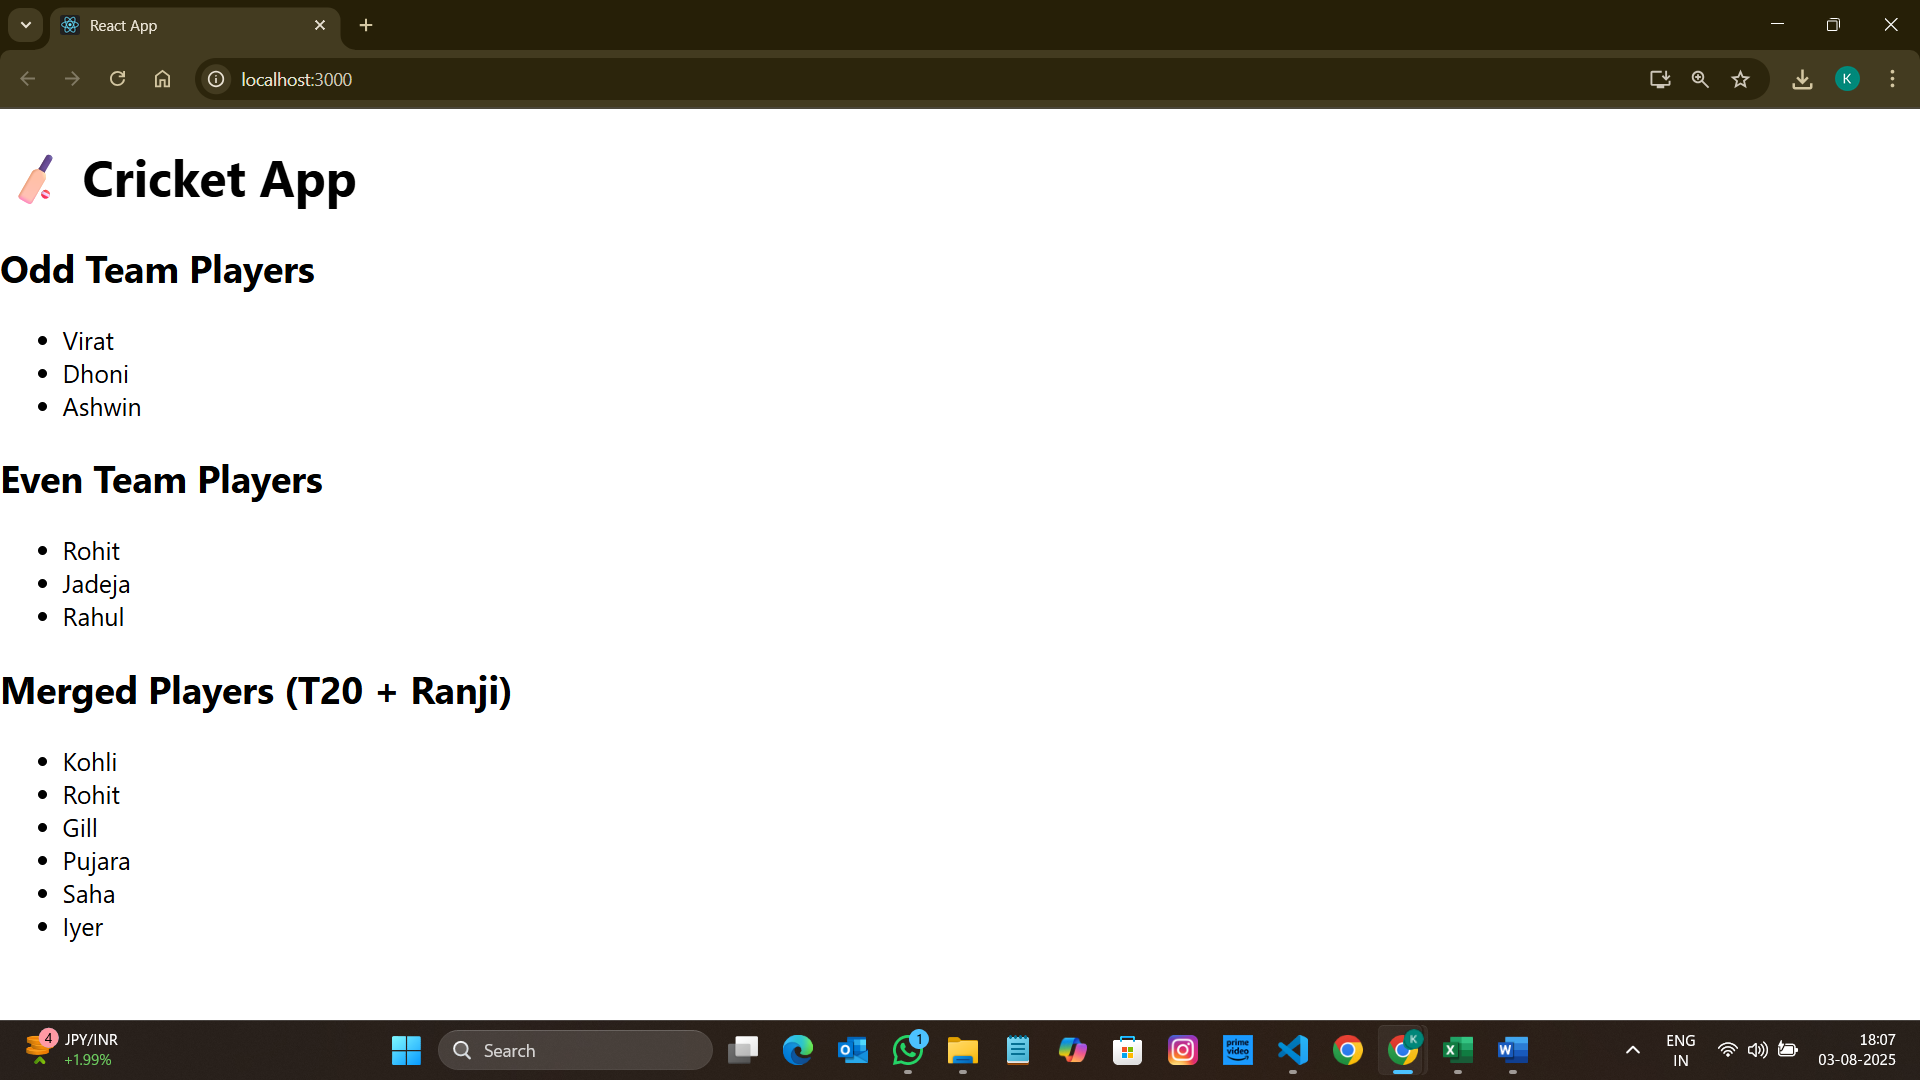 React App
localhost:3000
K
Cricket App
Odd Team Players
Virat
Dhoni
Ashwin
Even Team Players
Rohit
Jadeja
Rahul
Merged Players (T20 + Ranji)
Kohli
Rohit
Gill
Pujara
Saha
Iyer
4
JPY/INR
+1.99%
Search
1
prime video
K
ENG
IN
18:07
03-08-2025